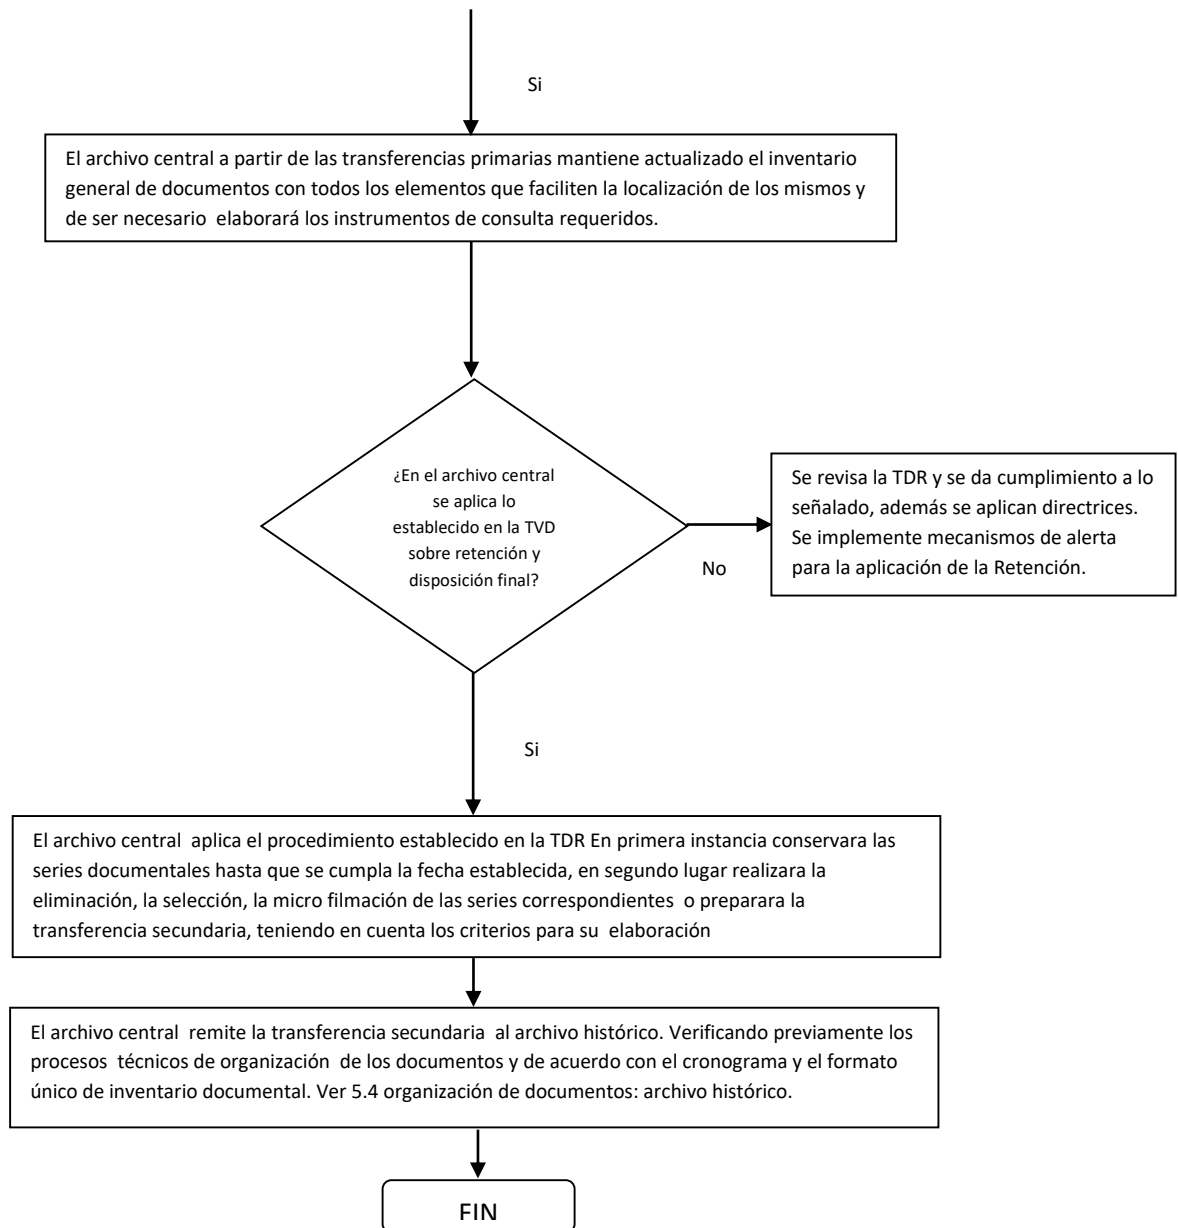 Si
El archivo central a partir de las transferencias primarias mantiene actualizado el inventario
general de documentos con todos los elementos que faciliten la localización de los mismos y
de ser necesario elaborará los instrumentos de consulta requeridos.
¿En el archivo central
se aplica lo
establecido en la TVD
sobre retención y
disposición final?
Se revisa la TDR y se da cumplimiento a lo
señalado, además se aplican directrices.
Se implemente mecanismos de alerta
para la aplicación de la Retención.
No
Si
El archivo central aplica el procedimiento establecido en la TDR En primera instancia conservara las
series documentales hasta que se cumpla la fecha establecida, en segundo lugar realizara la
eliminación, la selección, la micro filmación de las series correspondientes o preparara la
transferencia secundaria, teniendo en cuenta los criterios para su elaboración
El archivo central remite la transferencia secundaria al archivo histórico. Verificando previamente los
procesos técnicos de organización de los documentos y de acuerdo con el cronograma y el formato
único de inventario documental. Ver 5.4 organización de documentos: archivo histórico.
FIN